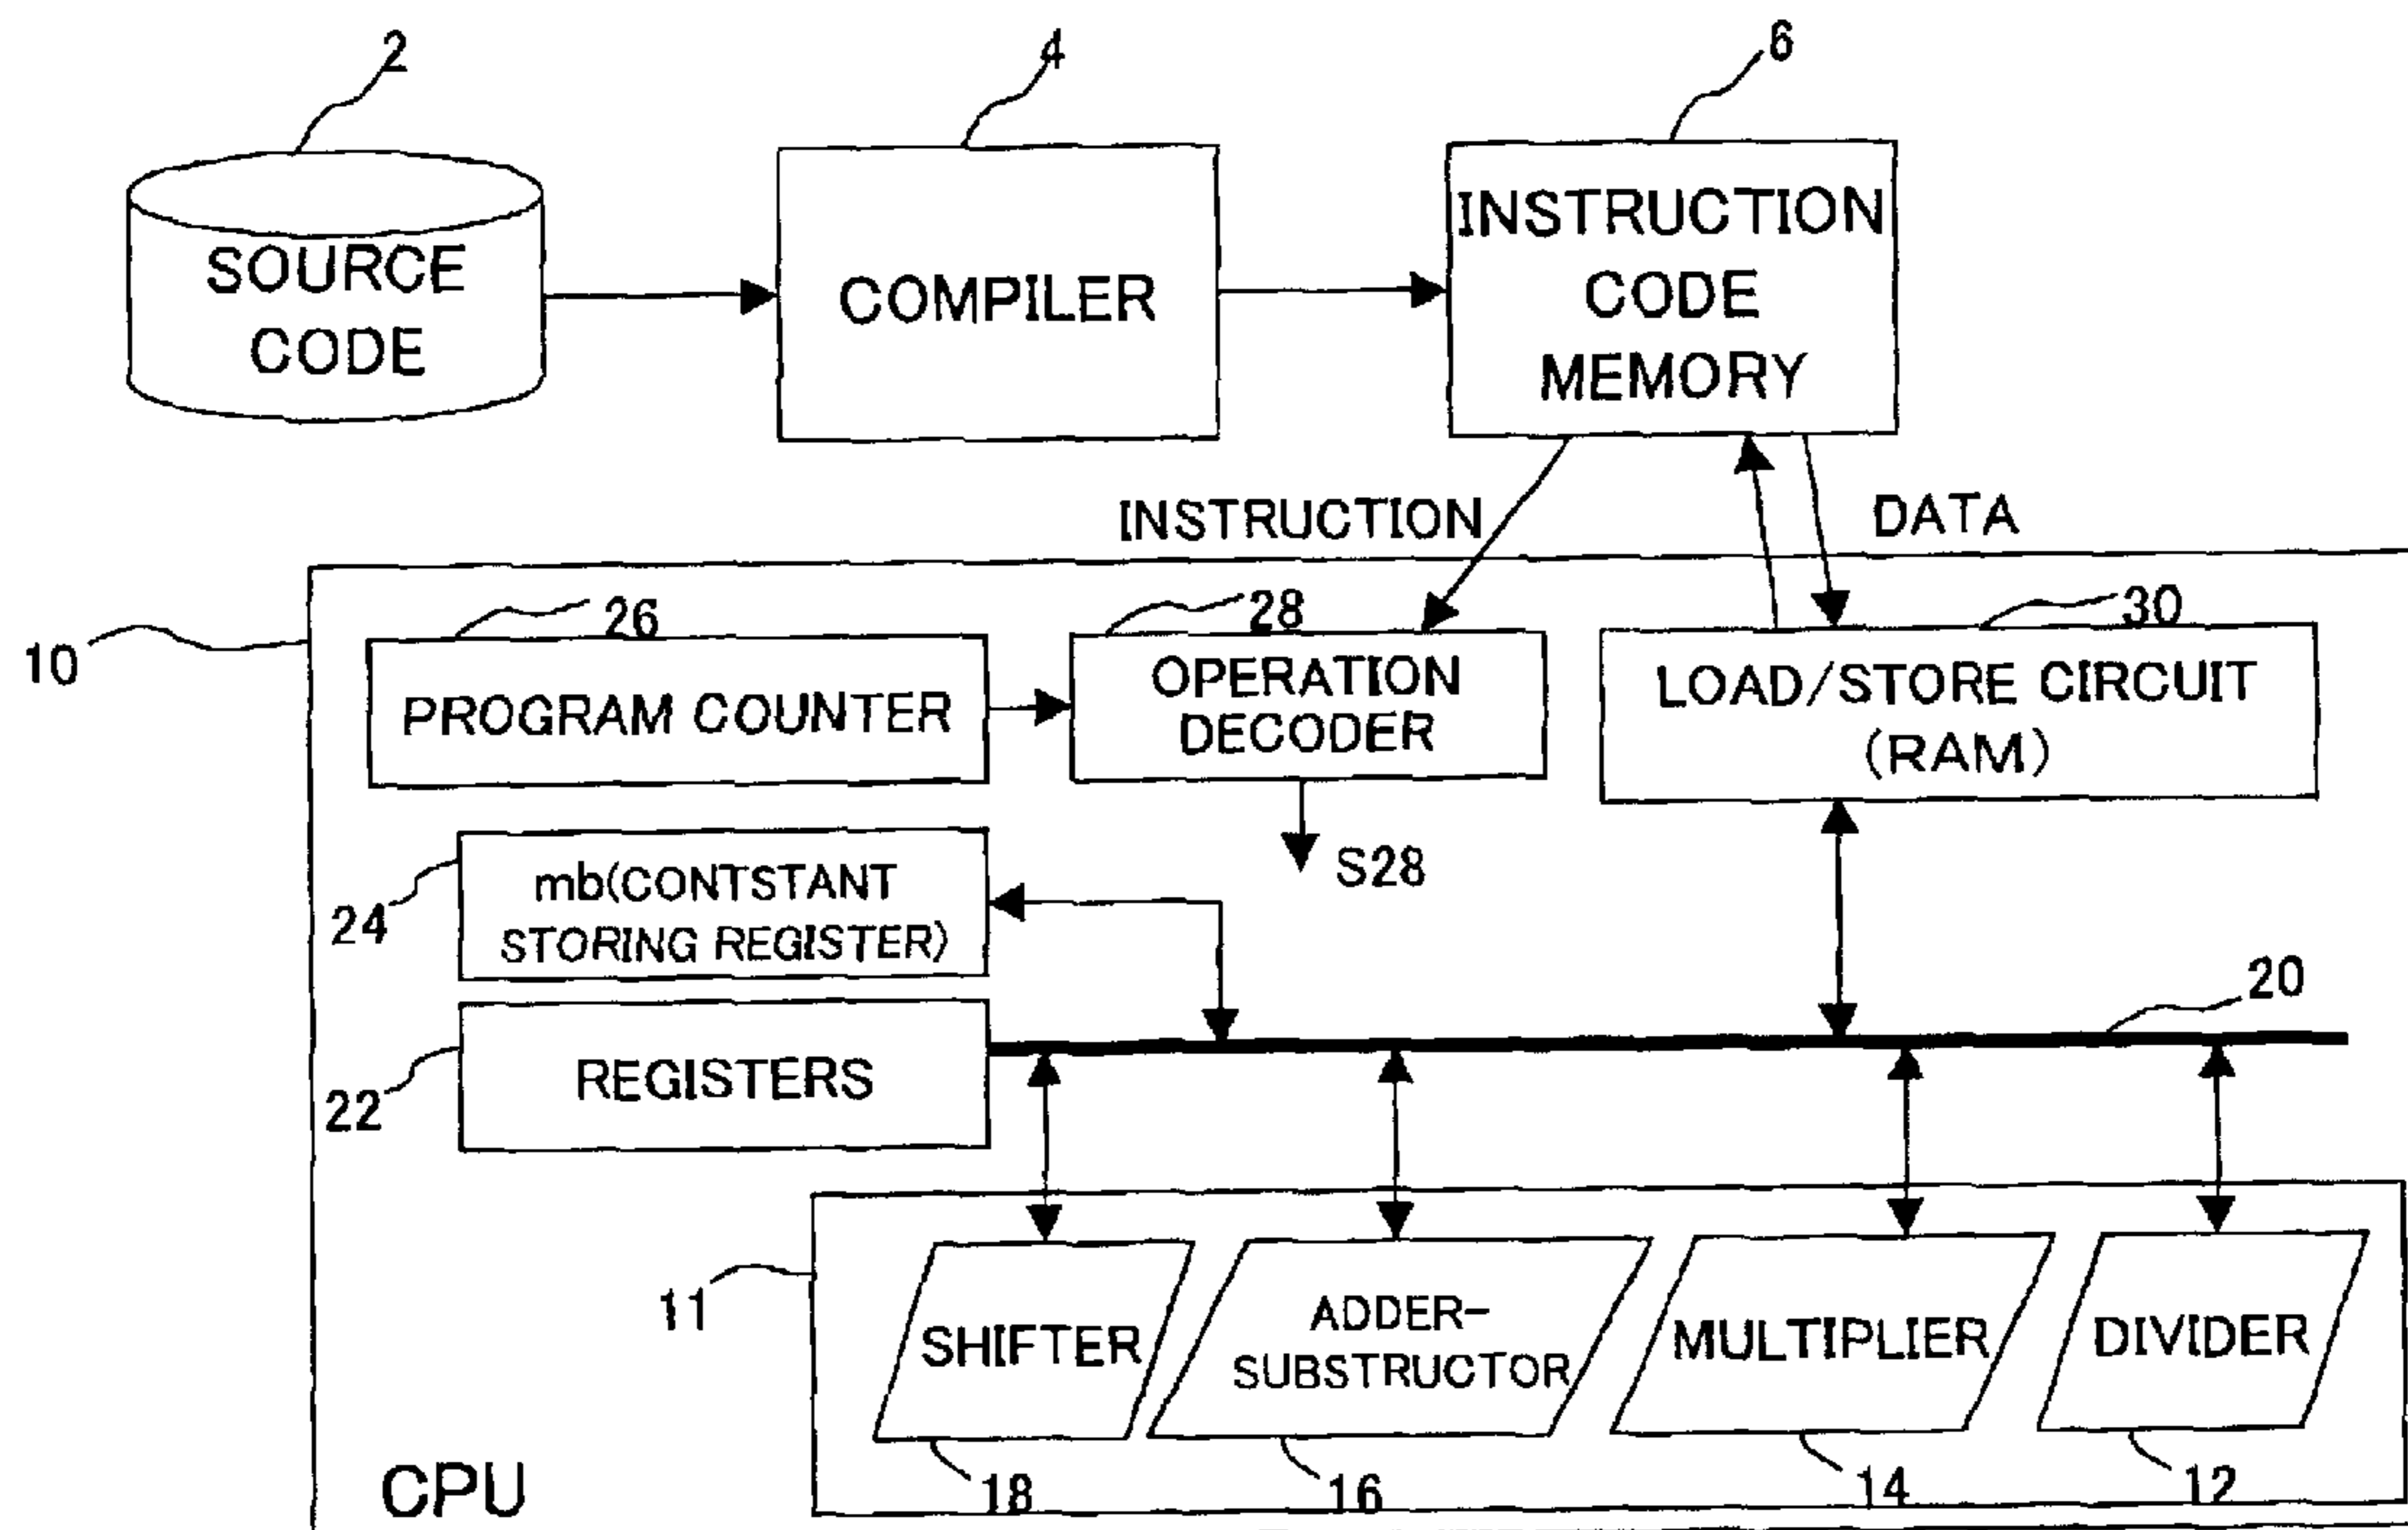 2
4
6
SOURCE
CODE
COMPILER
INSTRUCTION
CODE
MEMORY
INSTRUCTION
DATA
10
26
28
30
PROGRAM COUNTER
OPERATION
DECODER
LOAD/STORE CIRCUIT
(RAM)
S28
24
mb(CONTSTANT
STORING REGISTER)
20
22
REGISTERS
11
SHIFTER
ADDER-
SUBSTRUCTOR
MULTIPLIER
DIVIDER
18
16
14
12
CPU